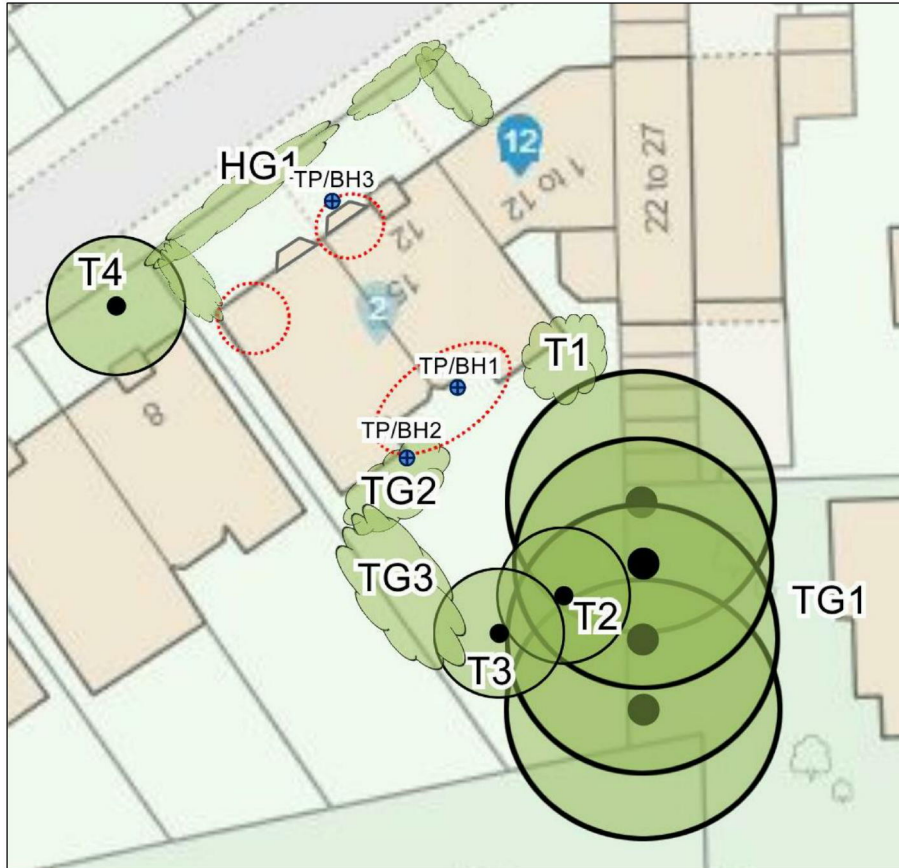 12
1 to 12
22 to 27
HG1
TP/BH3
12
T4
15
2
T1
TP/BH1
8
TP/BH2
TG2
TG3
T2
TG1
T3